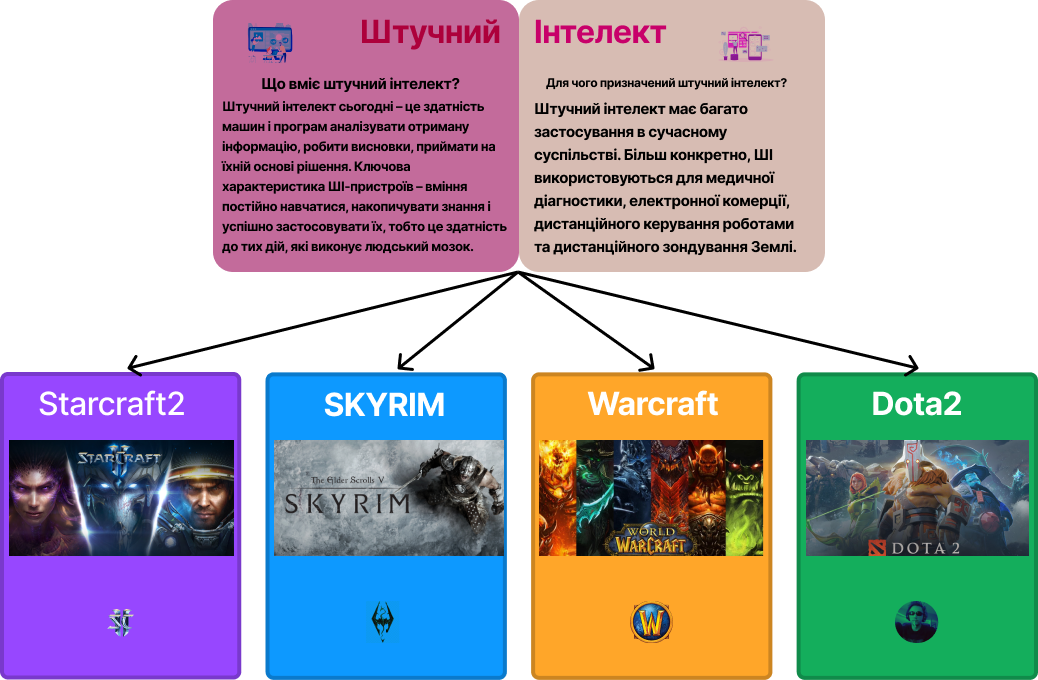 Штучний
Що вміє штучний інтелект?
Штучний інтелект сьогодні – це здатність
машин і програм аналізувати отриману
інформацію, робити висновки, приймати на
їхній основі рішення. Ключова
характеристика ШІ-пристроїв – вміння
постійно навчатися, накопичувати знання і
успішно застосовувати їх, тобто це здатність
до тих дій, які виконує людський мозок.
Інтелект
Для чого призначений штучний інтелект?
Штучний інтелект має багато
застосування в сучасному
суспільстві. Більш конкретно, ШІ
використовуються для медичної
діагностики, електронної комерції,
дистанційного керування роботами
та дистанційного зондування Землі.
Starcraft2
STARCRAFT
II
SKYRIM
The Elder Scrolls V
SKYRIM
Warcraft
WORLD
OF
WARCRAFT
W
Dota2
DOTA 2